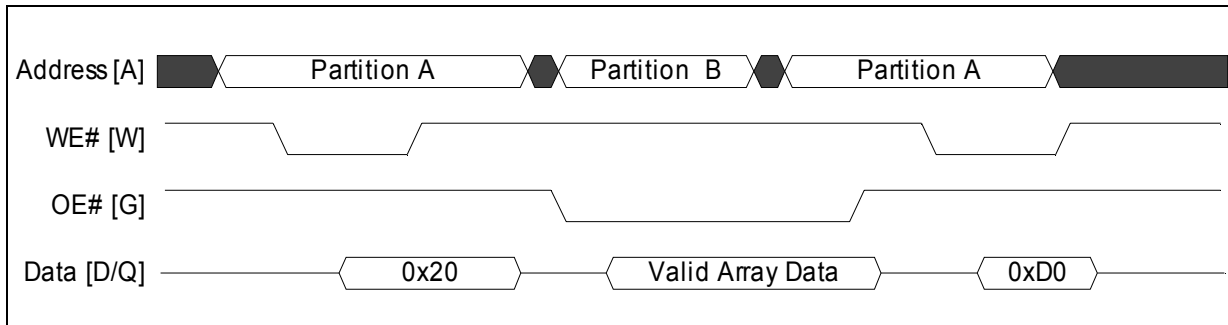 Address [A] Partition A Partition B Partition A
WE# [W]
OE# [G]
Data [D/Q] 0x20 Valid Array Data 0xD0